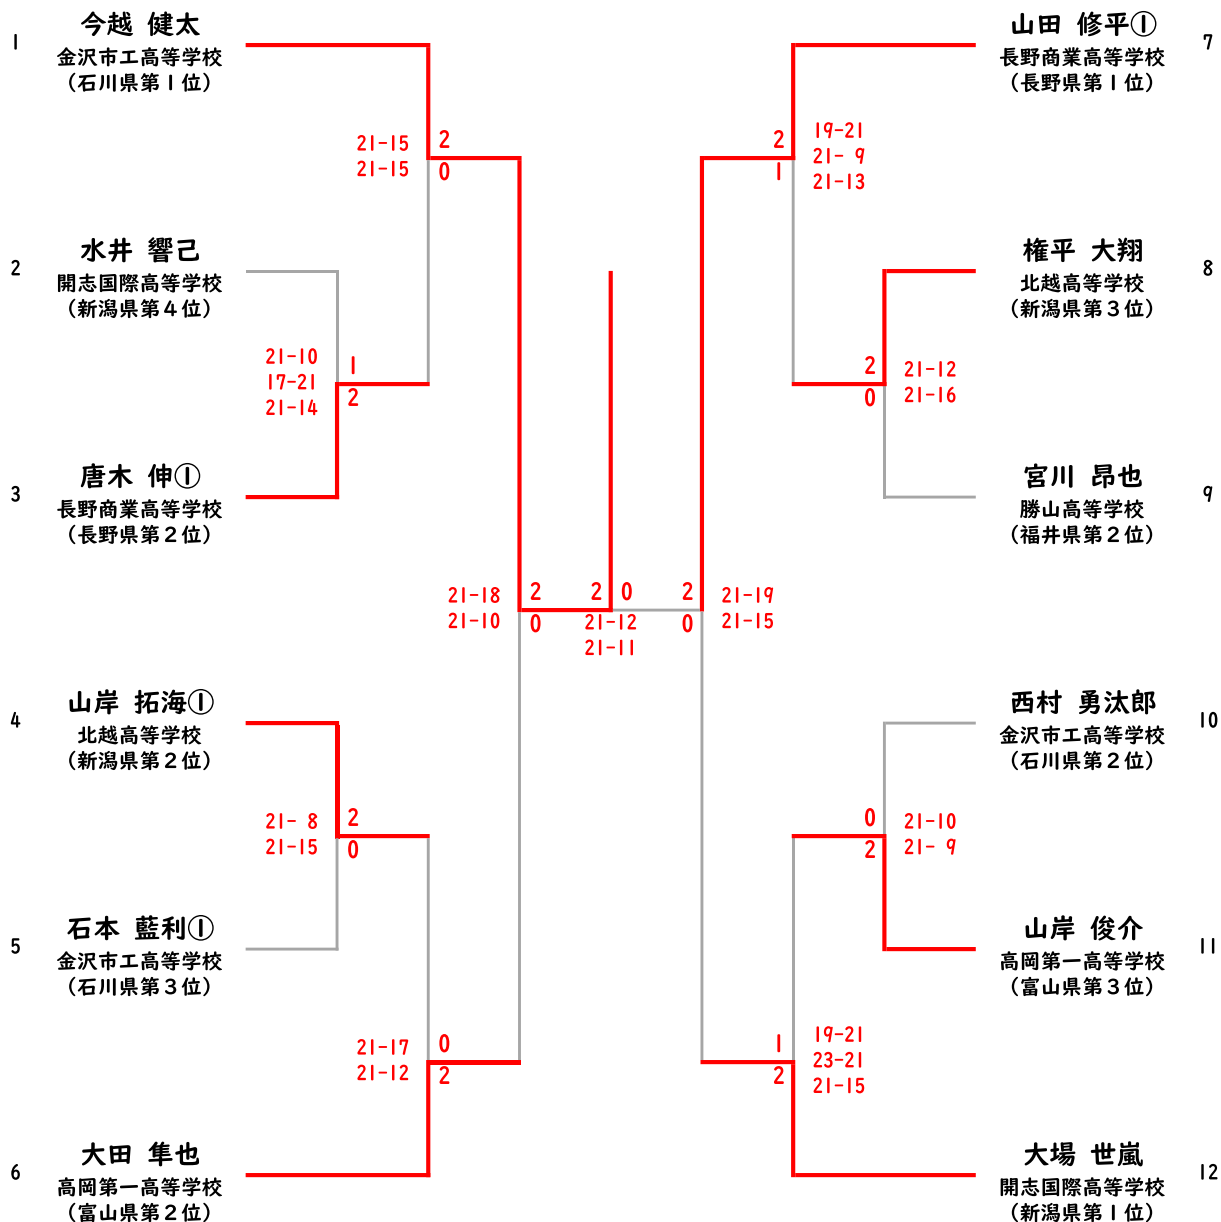 1
今越 健太
金沢市工高等学校
(石川県第1位)
21-15
21-15
2
0
2
水井 響己
開志国際高等学校
(新潟県第4位)
21-10
17-21
21-14
1
2
3
唐木 伸①
長野商業高等学校
(長野県第2位)
21-18
21-10
2
0
4
山岸 拓海①
北越高等学校
(新潟県第2位)
21- 8
21-15
2
0
5
石本 藍利①
金沢市工高等学校
(石川県第3位)
21-17
21-12
0
2
6
大田 隼也
高岡第一高等学校
(富山県第2位)
2 0
21-12
21-11
山田 修平①
長野商業高等学校
(長野県第1位)
7
2
1
19-21
21- 9
21-13
権平 大翔
北越高等学校
(新潟県第3位)
8
2
0
21-12
21-16
宮川 昂也
勝山高等学校
(福井県第2位)
9
2
0
21-19
21-15
西村 勇汰郎
金沢市工高等学校
(石川県第2位)
10
0
2
21-10
21- 9
山岸 俊介
高岡第一高等学校
(富山県第3位)
11
1
2
19-21
23-21
21-15
大場 世嵐
開志国際高等学校
(新潟県第1位)
12